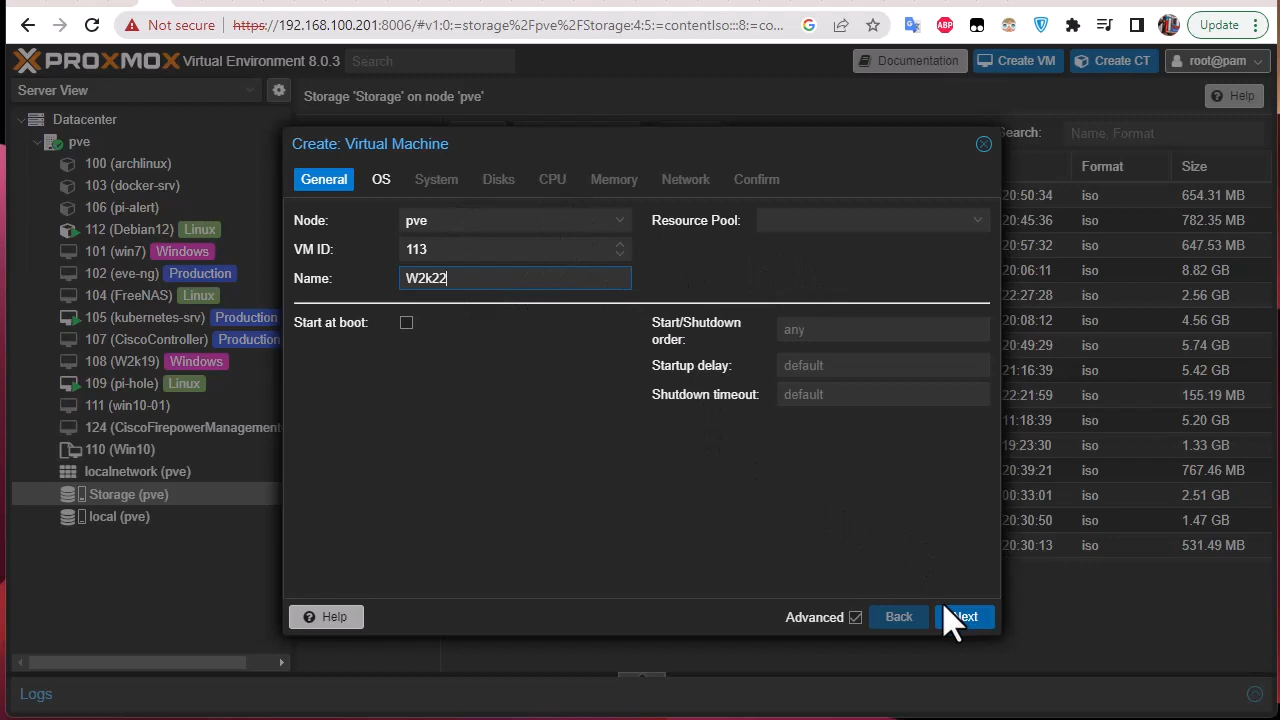 Not secure https://192.168.100.201:8006/#v1:0:=storage%2Fpve%2FStorage:4:5:=contentIso::8:=co... Update
PROXMOX Virtual Environment 8.0.3 Search Documentation Create VM Create CT root@pam
Server View Storage 'Storage' on node 'pve' Help
Datacenter
pve
100 (archlinux)
103 (docker-srv)
106 (pi-alert)
112 (Debian12) Linux
101 (win7) Windows
102 (eve-ng) Production
104 (FreeNAS) Linux
105 (kubernetes-srv) Production
107 (CiscoController) Production
108 (W2k19) Windows
109 (pi-hole) Linux
111 (win10-01)
124 (CiscoFirepowerManagement
110 (Win10)
localnetwork (pve)
Storage (pve)
local (pve)
Create: Virtual Machine
General OS System Disks CPU Memory Network Confirm
Node: pve Resource Pool:
VM ID: 113
Name: W2k22
Start at boot: Start/Shutdown order: any
Startup delay: default
Shutdown timeout: default
Help Advanced Back Next
Search: Name, Format
Format Size
20:50:34 iso 654.31 MB
20:45:36 iso 782.35 MB
20:57:53 iso 647.53 MB
20:06:11 iso 8.82 GB
22:27:28 iso 2.56 GB
20:08:12 iso 4.56 GB
20:49:29 iso 5.74 GB
21:16:39 iso 5.42 GB
22:21:59 iso 155.19 MB
11:18:39 iso 5.20 GB
19:23:30 iso 1.33 GB
20:39:21 iso 767.46 MB
00:33:01 iso 2.51 GB
20:30:50 iso 1.47 GB
20:30:13 iso 531.49 MB
Logs